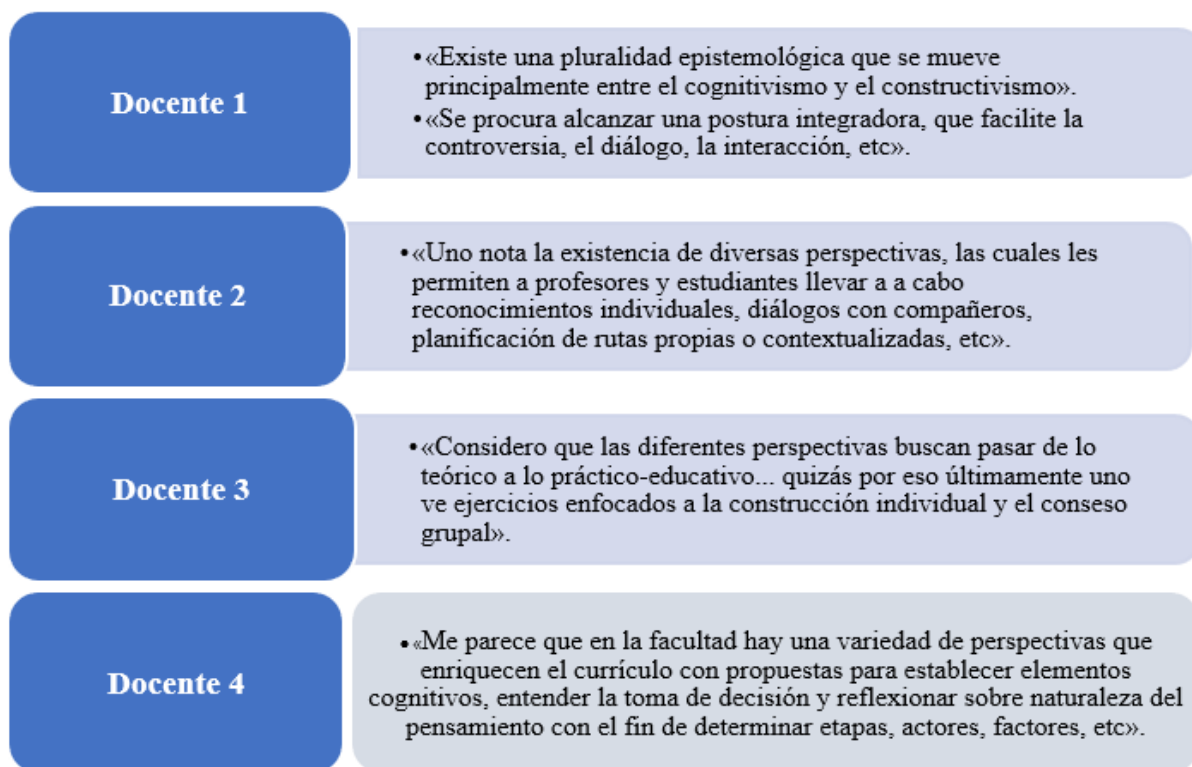 Docente 1
•«Existe una pluralidad epistemológica que se mueve
principalmente entre el cognitivismo y el constructivismo».
•«Se procura alcanzar una postura integradora, que facilite la
controversia, el diálogo, la interacción, etc».
Docente 2
•«Uno nota la existencia de diversas perspectivas, las cuales les
permiten a profesores y estudiantes llevar a a cabo
reconocimientos individuales, diálogos con compañeros,
planificación de rutas propias o contextualizadas, etc».
Docente 3
•«Considero que las diferentes perspectivas buscan pasar de lo
teórico a lo práctico-educativo... quizás por eso últimamente uno
ve ejercicios enfocados a la construcción individual y el conseso
grupal».
Docente 4
•«Me parece que en la facultad hay una variedad de perspectivas que
enriquecen el currículo con propuestas para establecer elementos
cognitivos, entender la toma de decisión y reflexionar sobre naturaleza del
pensamiento con el fin de determinar etapas, actores, factores, etc».